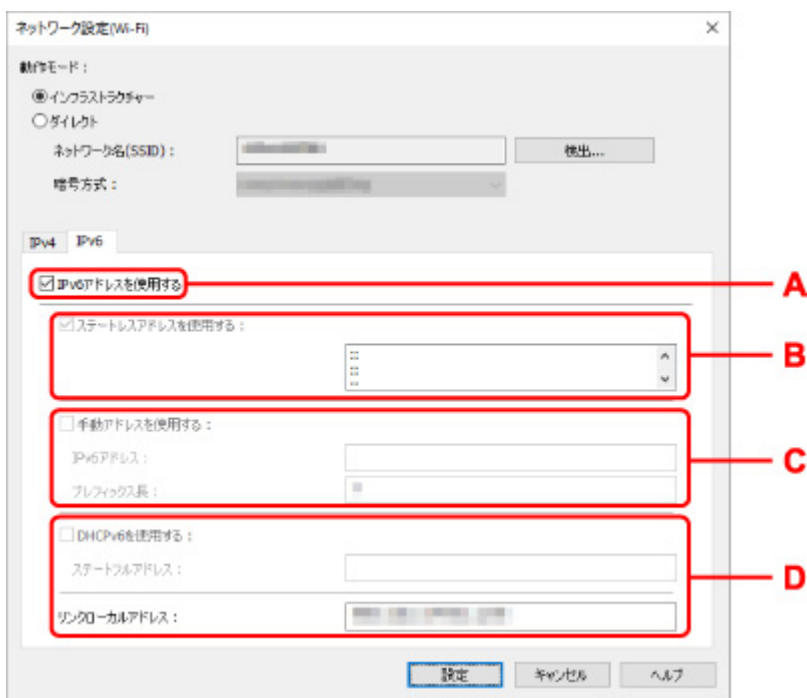 ネットワーク設定(Wi-Fi)
動作モード：
インフラストラクチャー
ダイレクト
ネットワーク名(SSID)：
検出...
暗号方式：
IPv4 IPv6
IPv6アドレスを使用する
A
ステートレスアドレスを使用する：
::
::
::
B
手動アドレスを使用する：
IPv6アドレス：
プレフィックス長：
C
DHCPv6を使用する：
ステートフルアドレス：
D
リンクローカルアドレス：
設定 キャンセル ヘルプ